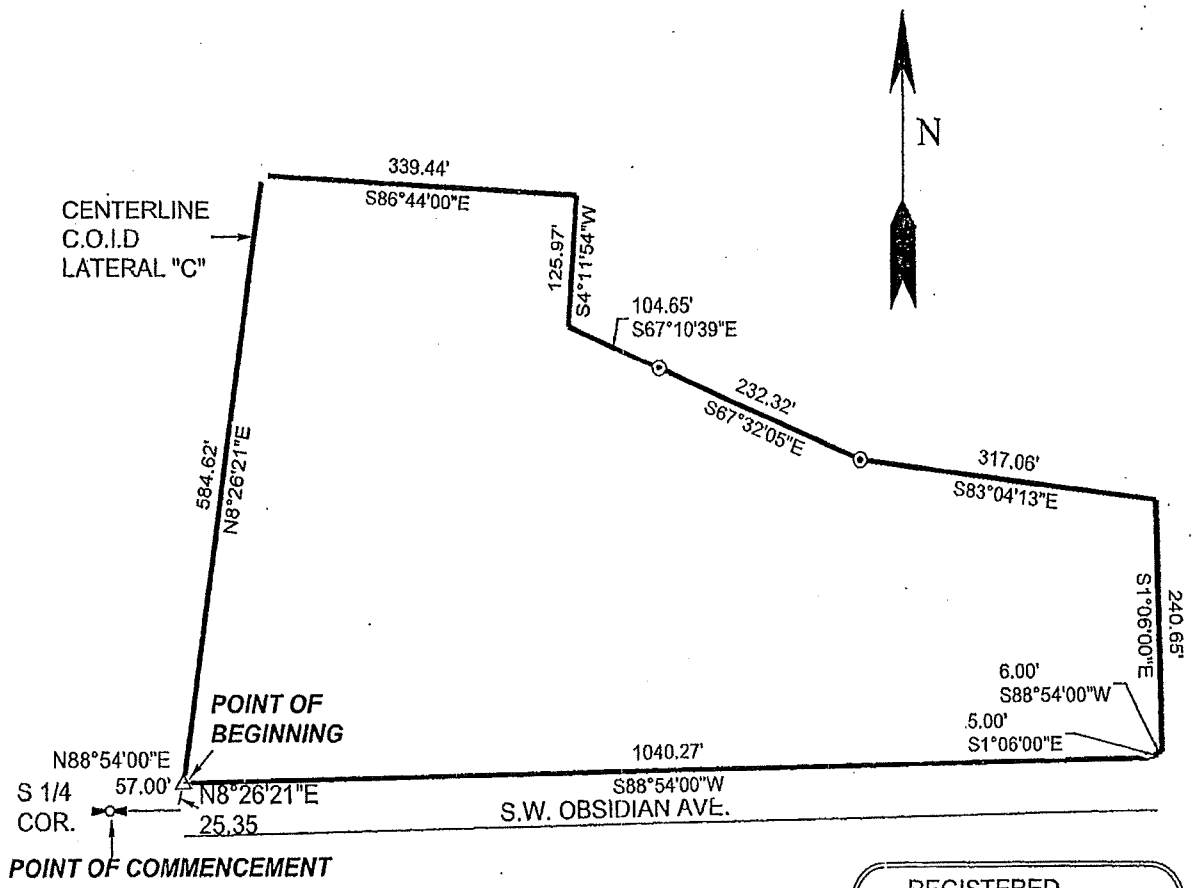 N
339.44'
S86°44'00"E
CENTERLINE
C.O.I.D
LATERAL "C"
125.97'
S4°11'54"W
104.65'
S67°10'39"E
232.32'
S67°32'05"E
317.06'
S83°04'13"E
584.62'
N8°26'21"E
S1°06'00"E
240.65'
6.00'
S88°54'00"W
5.00'
S1°06'00"E
POINT OF
BEGINNING
N88°54'00"E
57.00'
1040.27'
S88°54'00"W
S 1/4
COR.
N8°26'21"E
25.35
S.W. OBSIDIAN AVE.
POINT OF COMMENCEMENT
REGISTERED